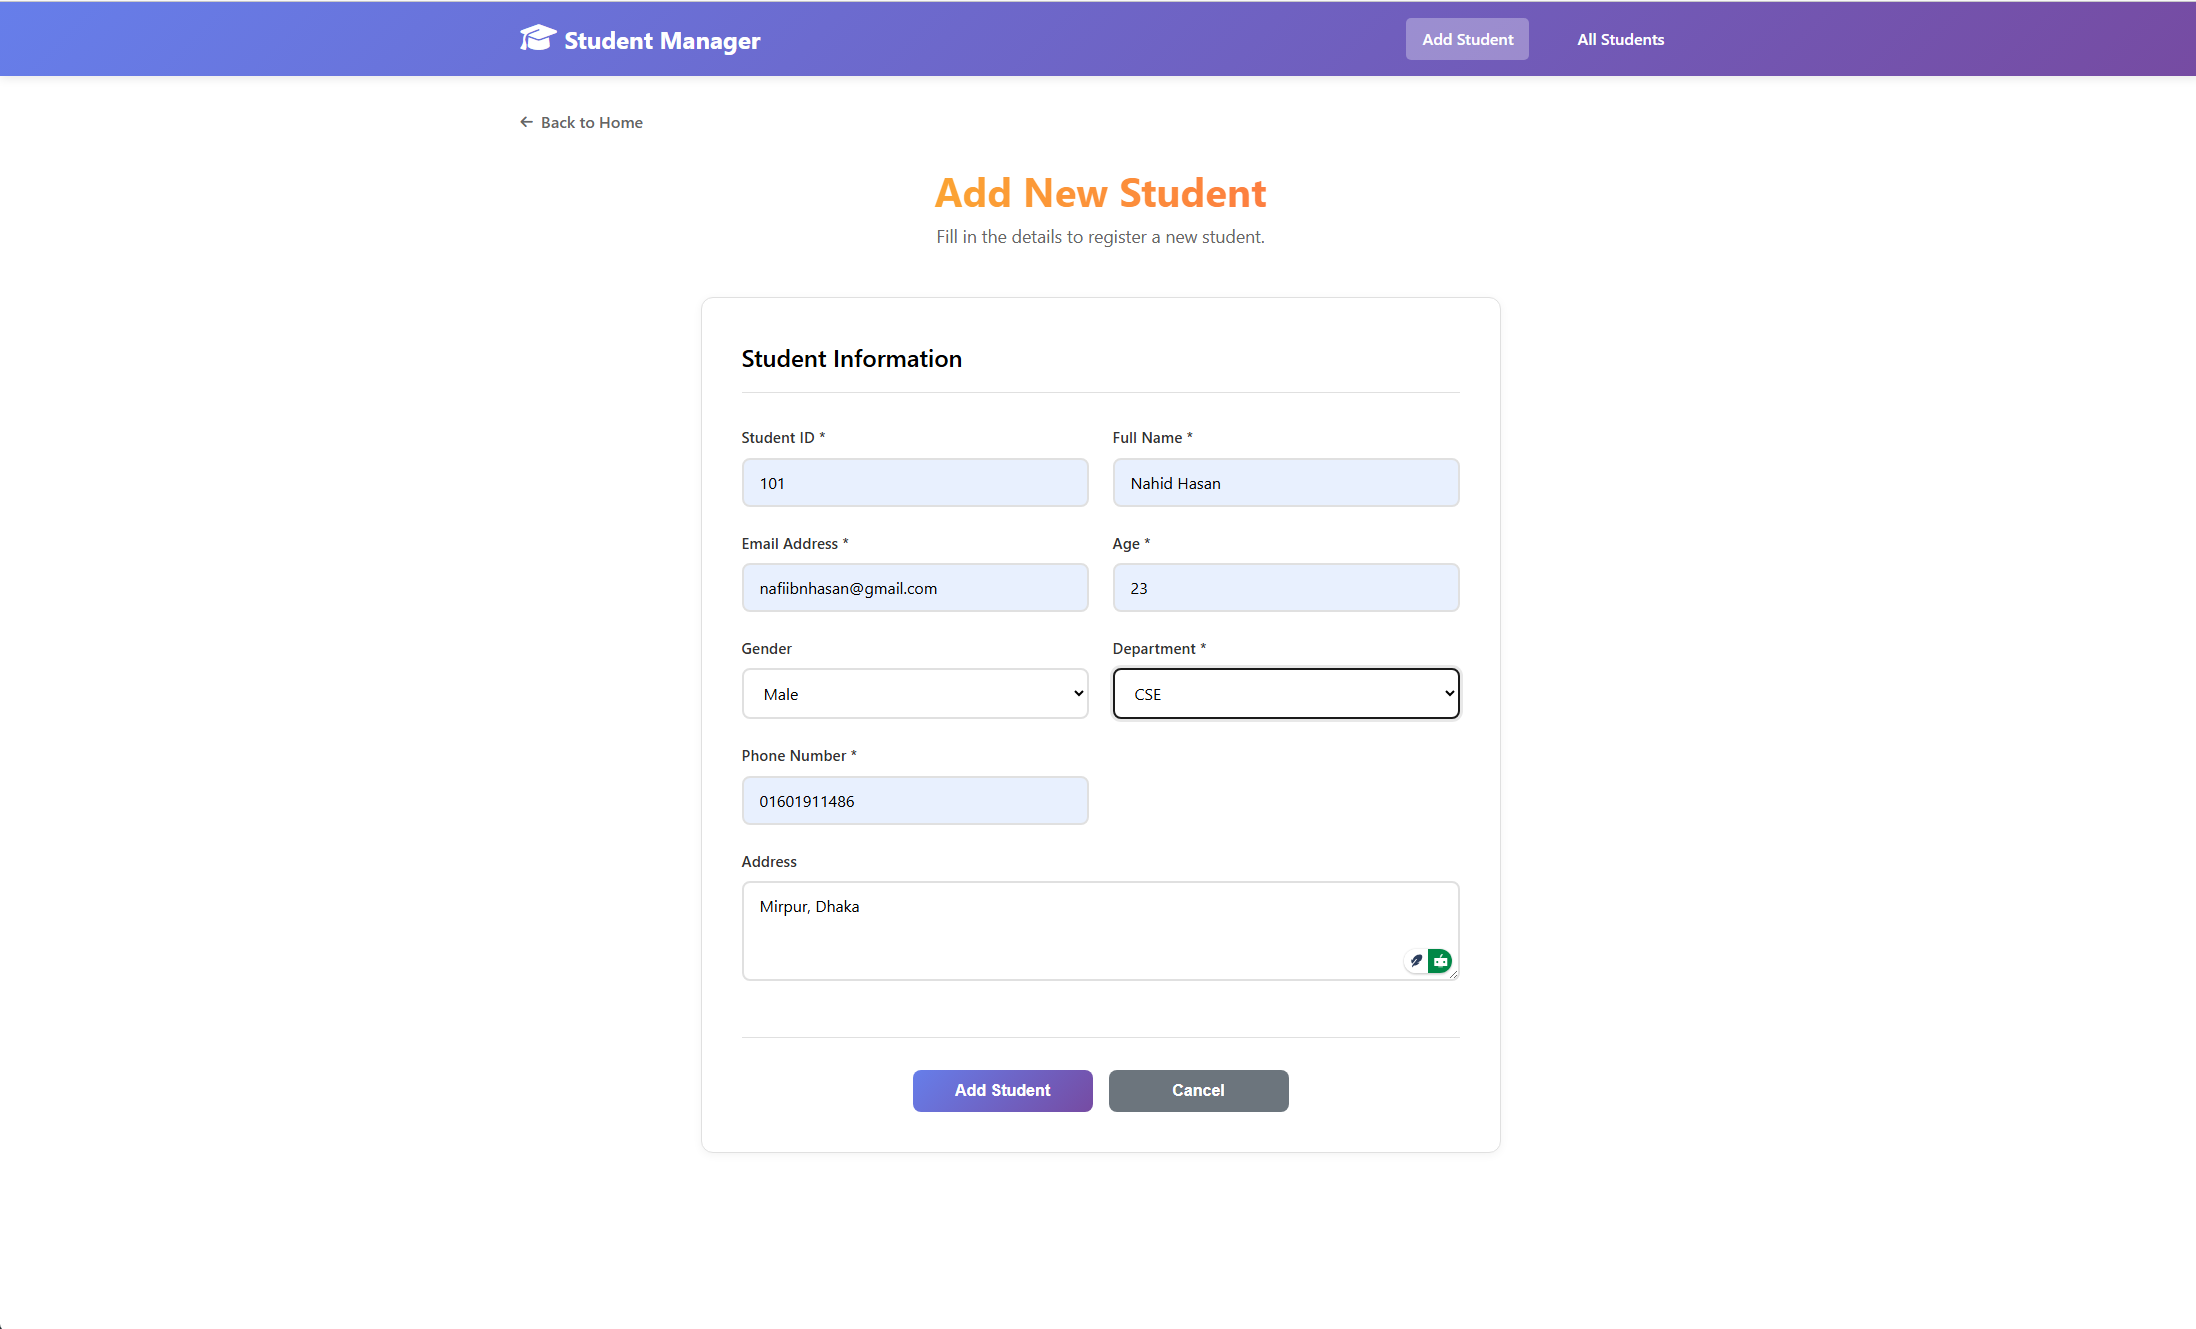 Student Manager
Add Student
All Students
← Back to Home
Add New Student
Fill in the details to register a new student.
Student Information
Student ID *
Full Name *
101
Nahid Hasan
Email Address *
Age *
nafiibnhasan@gmail.com
23
Gender
Department *
Male
CSE
Phone Number *
01601911486
Address
Mirpur, Dhaka
Add Student
Cancel